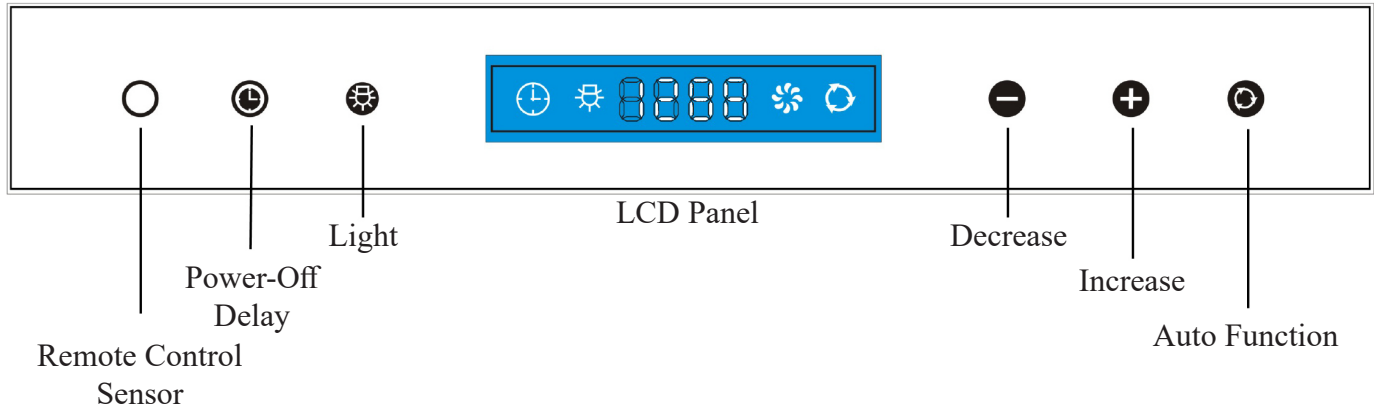 LCD Panel
Light
Decrease
Power-Off
Delay
Increase
Auto Function
Remote Control
Sensor